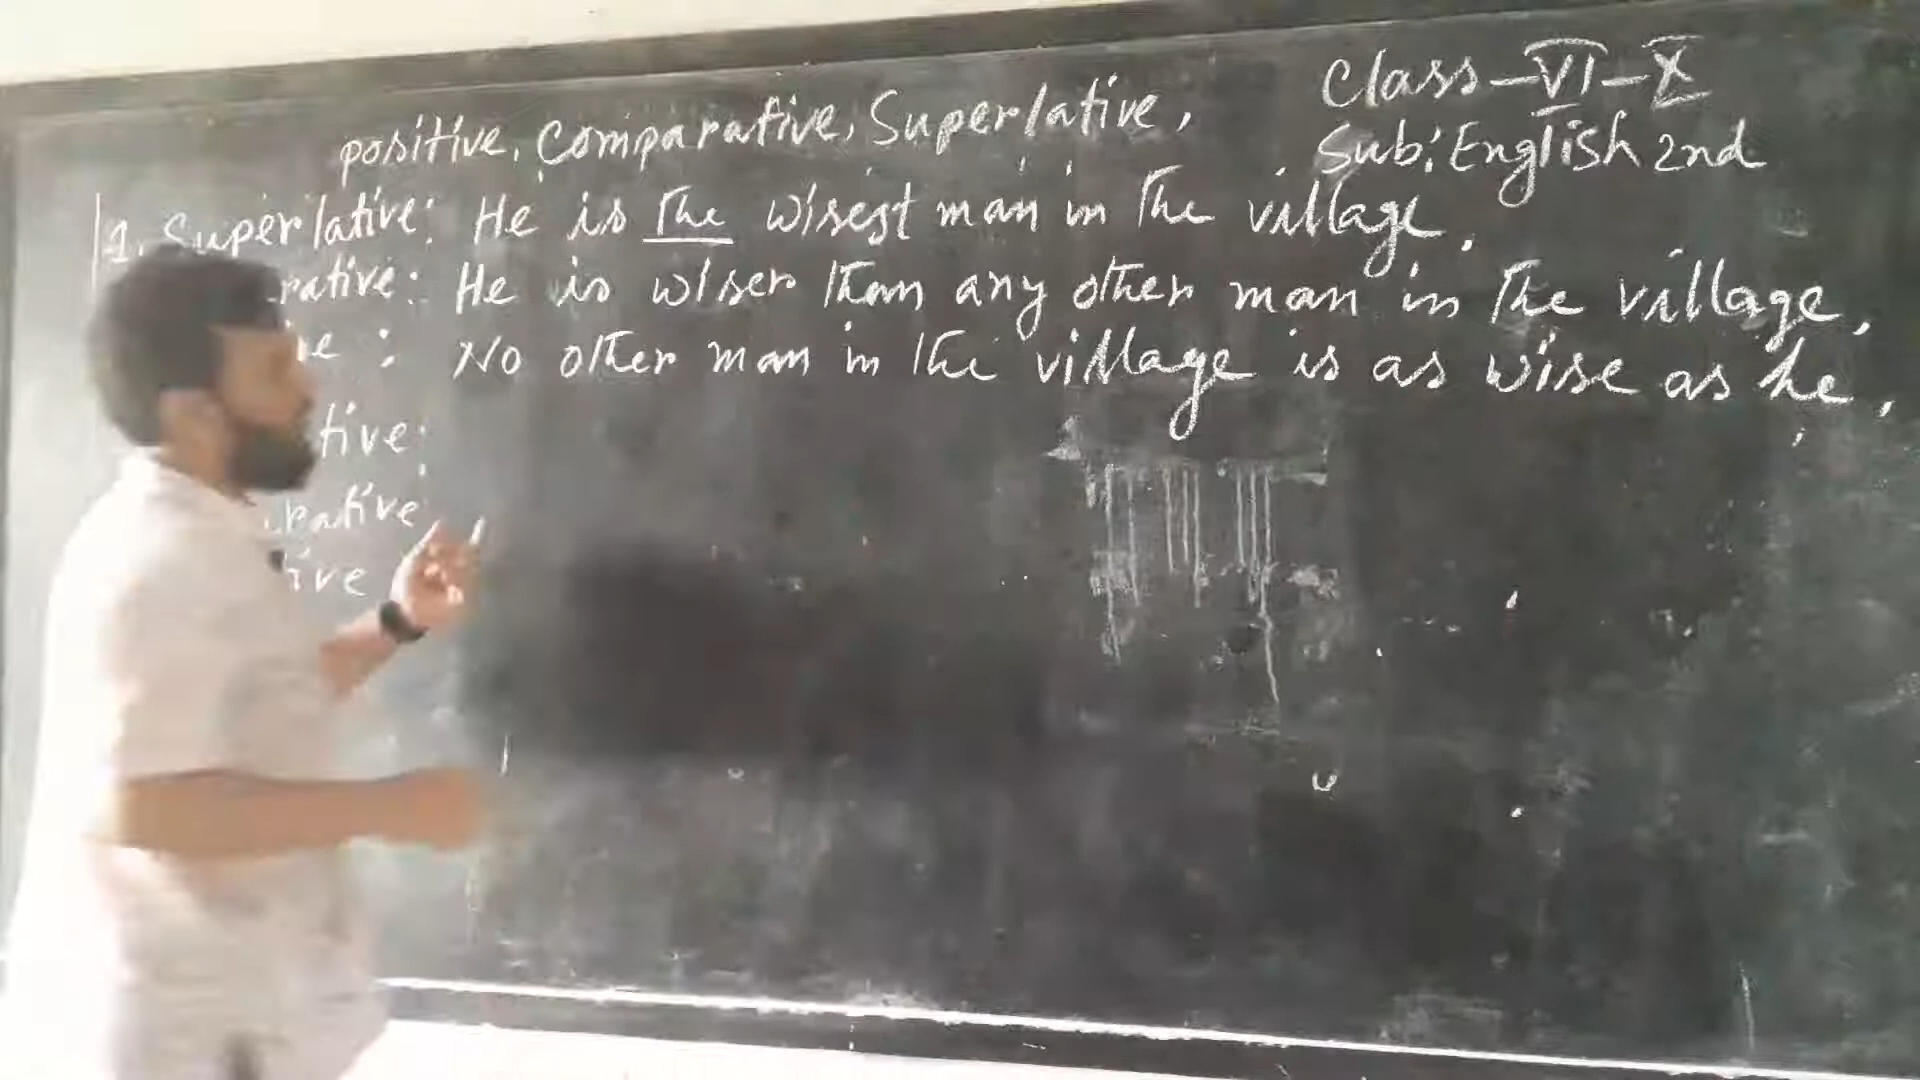 Class-VI-X
positive, Comparative, Superlative,
Sub: English 2nd
1. Superlative: He is The wisest man in The village.
rative: He is wiser Than any other man in The village.
ve : No other man in The village is as wise as he.
tive:
rative:
tive